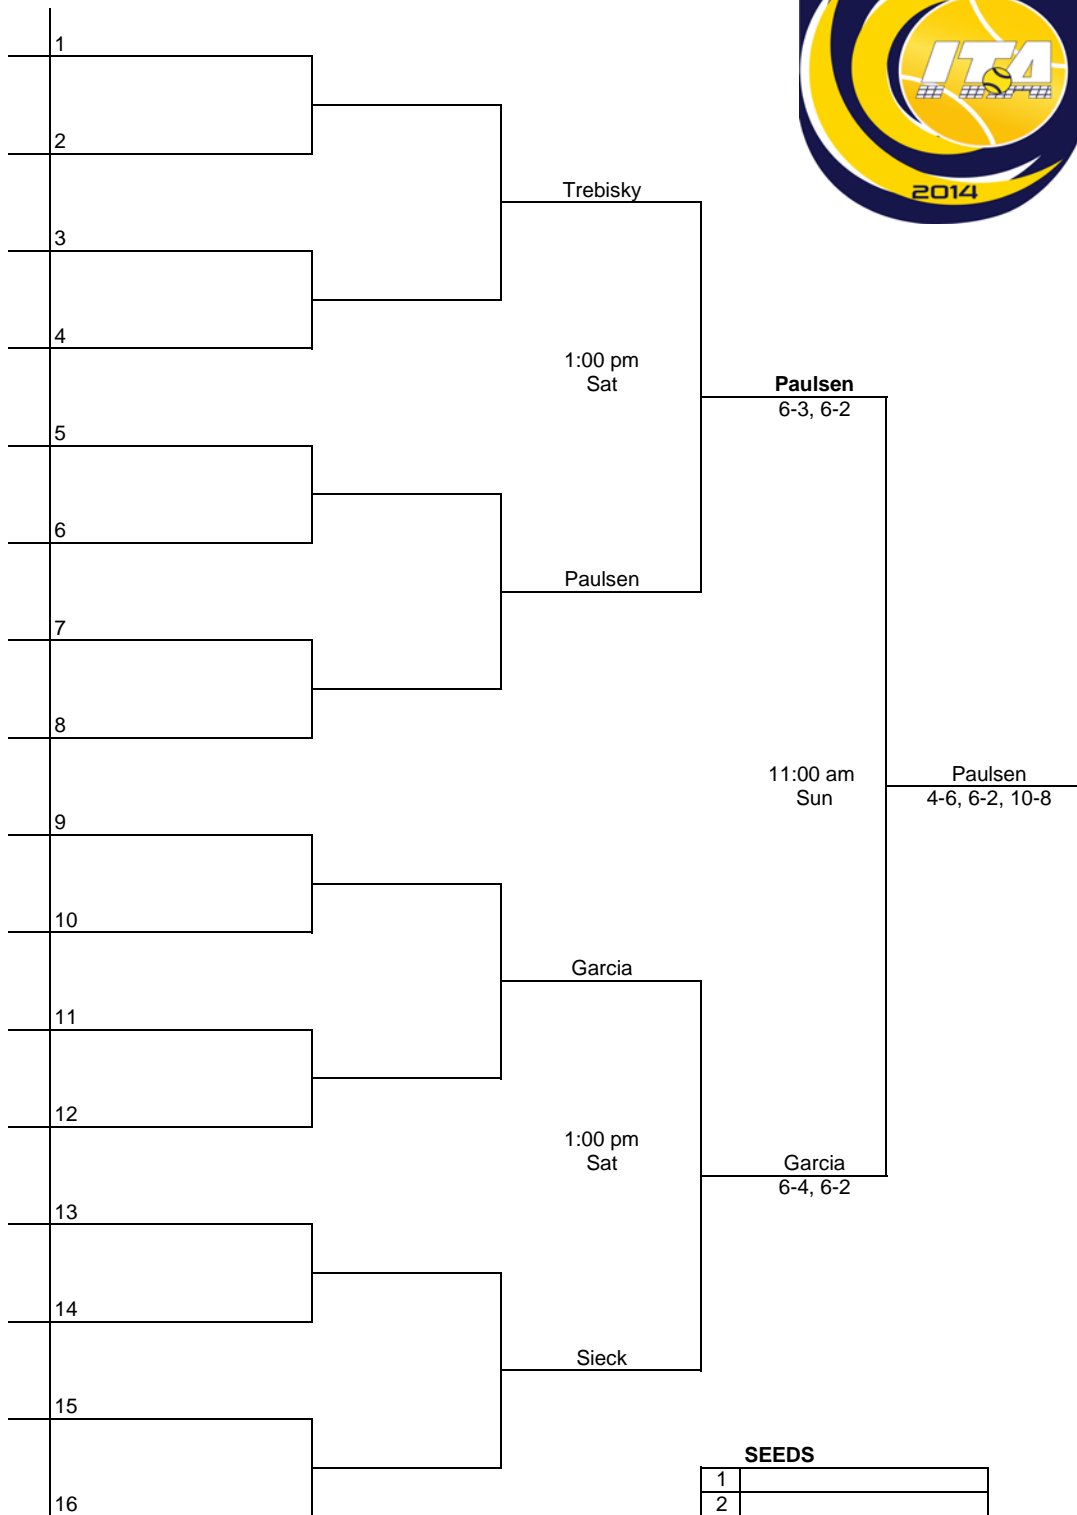 1
ITA
2
2014
Trebisky
3
4
1:00 pm
Sat
Paulsen
6-3, 6-2
5
6
Paulsen
7
8
11:00 am
Sun
Paulsen
4-6, 6-2, 10-8
9
10
Garcia
11
12
1:00 pm
Sat
Garcia
6-4, 6-2
13
14
Sieck
15
SEEDS
1
2
16